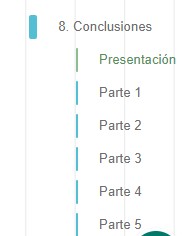 8. Conclusiones
Presentación
Parte 1
Parte 2
Parte 3
Parte 4
Parte 5